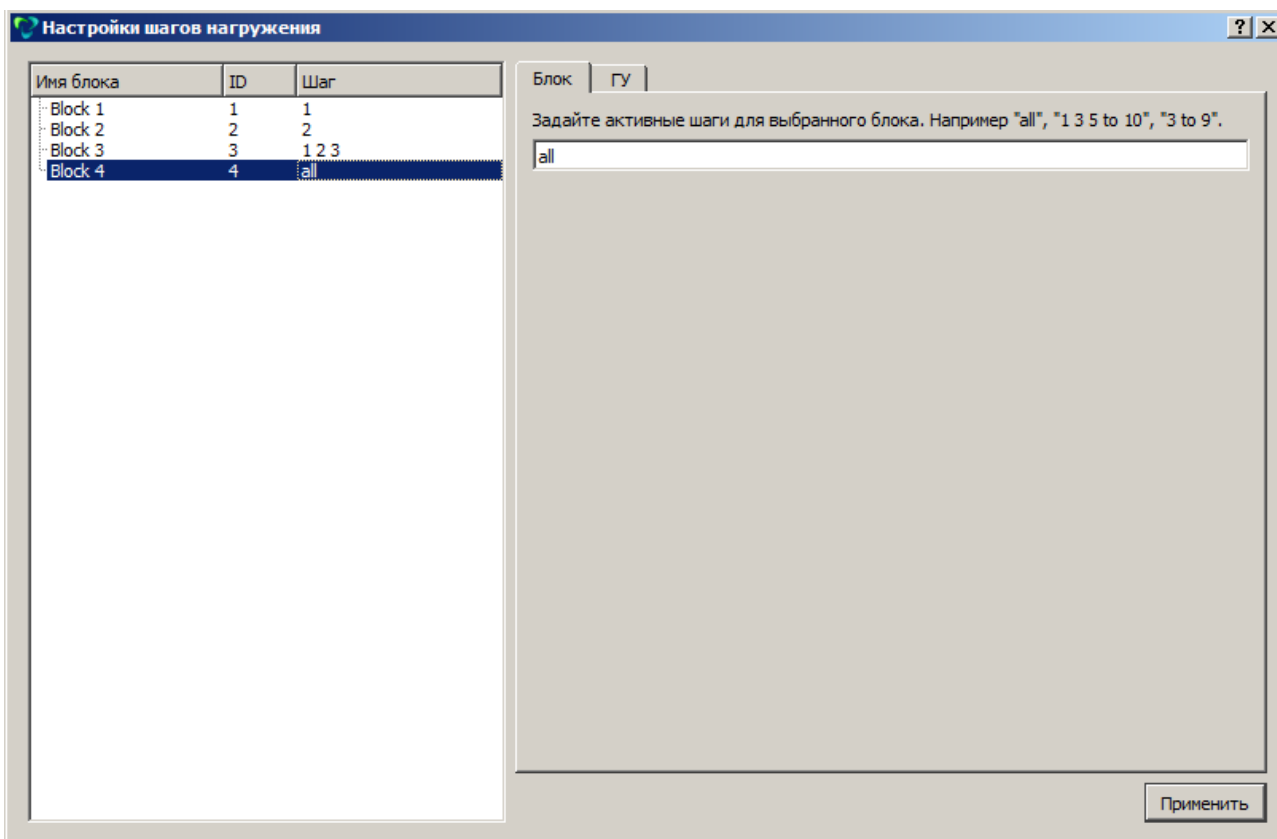 Настройки шагов нагружения
Имя блока ID Шаг
Block 1 1 1
Block 2 2 2
Block 3 3 1 2 3
Block 4 4 all
Блок ГУ
Задайте активные шаги для выбранного блока. Например "all", "1 3 5 to 10", "3 to 9".
all
Применить